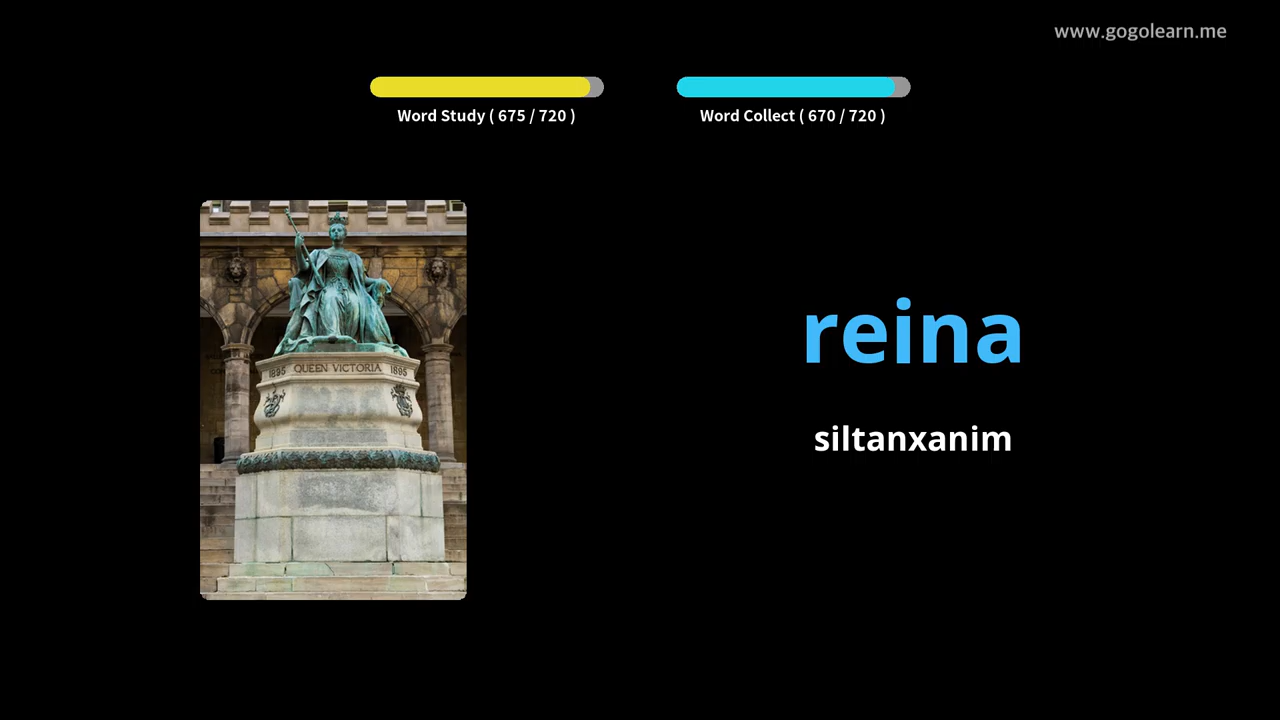 www.gogolearn.me
Word Study ( 675 / 720 )
Word Collect ( 670 / 720 )
1895 QUEEN VICTORIA 1895
reina
siltanxanim